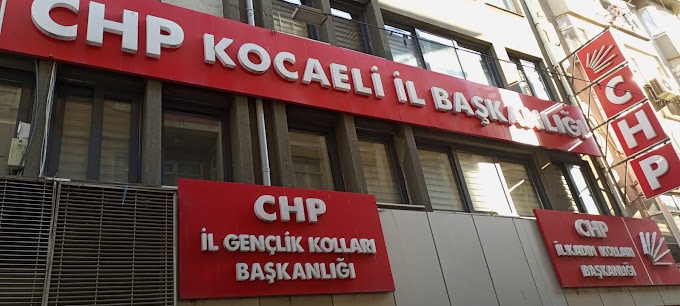 CHP KOCAELİ İL BAŞKANLIĞI
CHP
CHP
İL GENÇLİK KOLLARI
BAŞKANLIĞI
CHP
İL KADIN KOLLARI
BAŞKANLIĞI